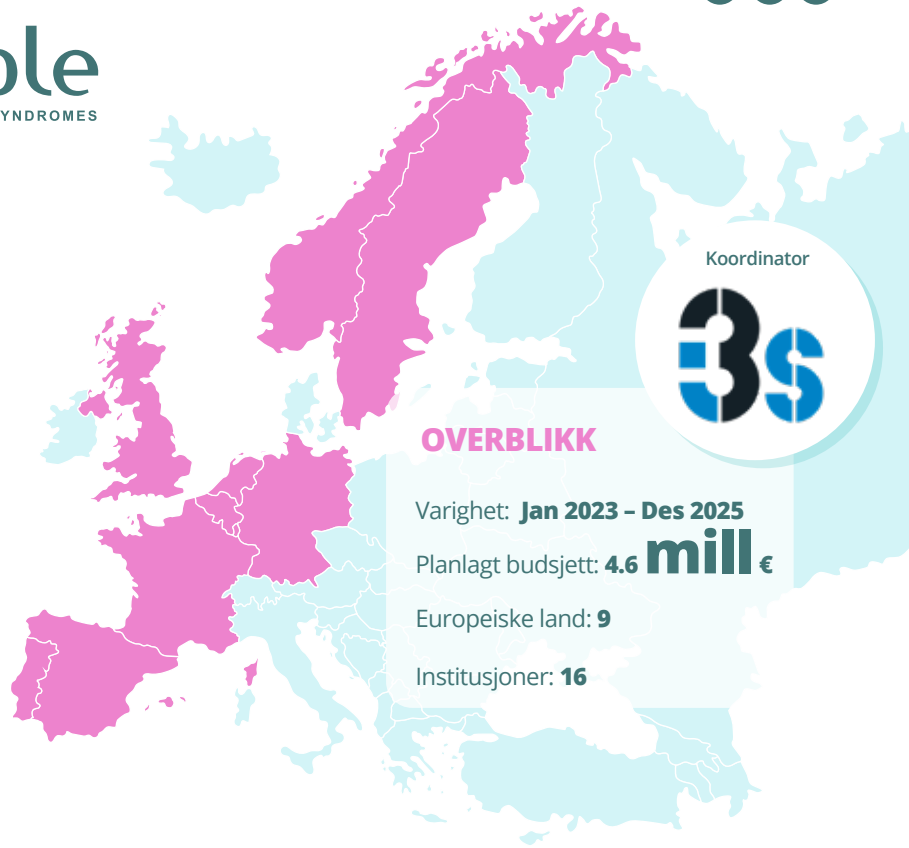 ple
YNDROMES
Koordinator
3s
OVERBLIKK
Varighet: Jan 2023 – Des 2025
Planlagt budsjett: 4.6 mill €
Europeiske land: 9
Institusjoner: 16